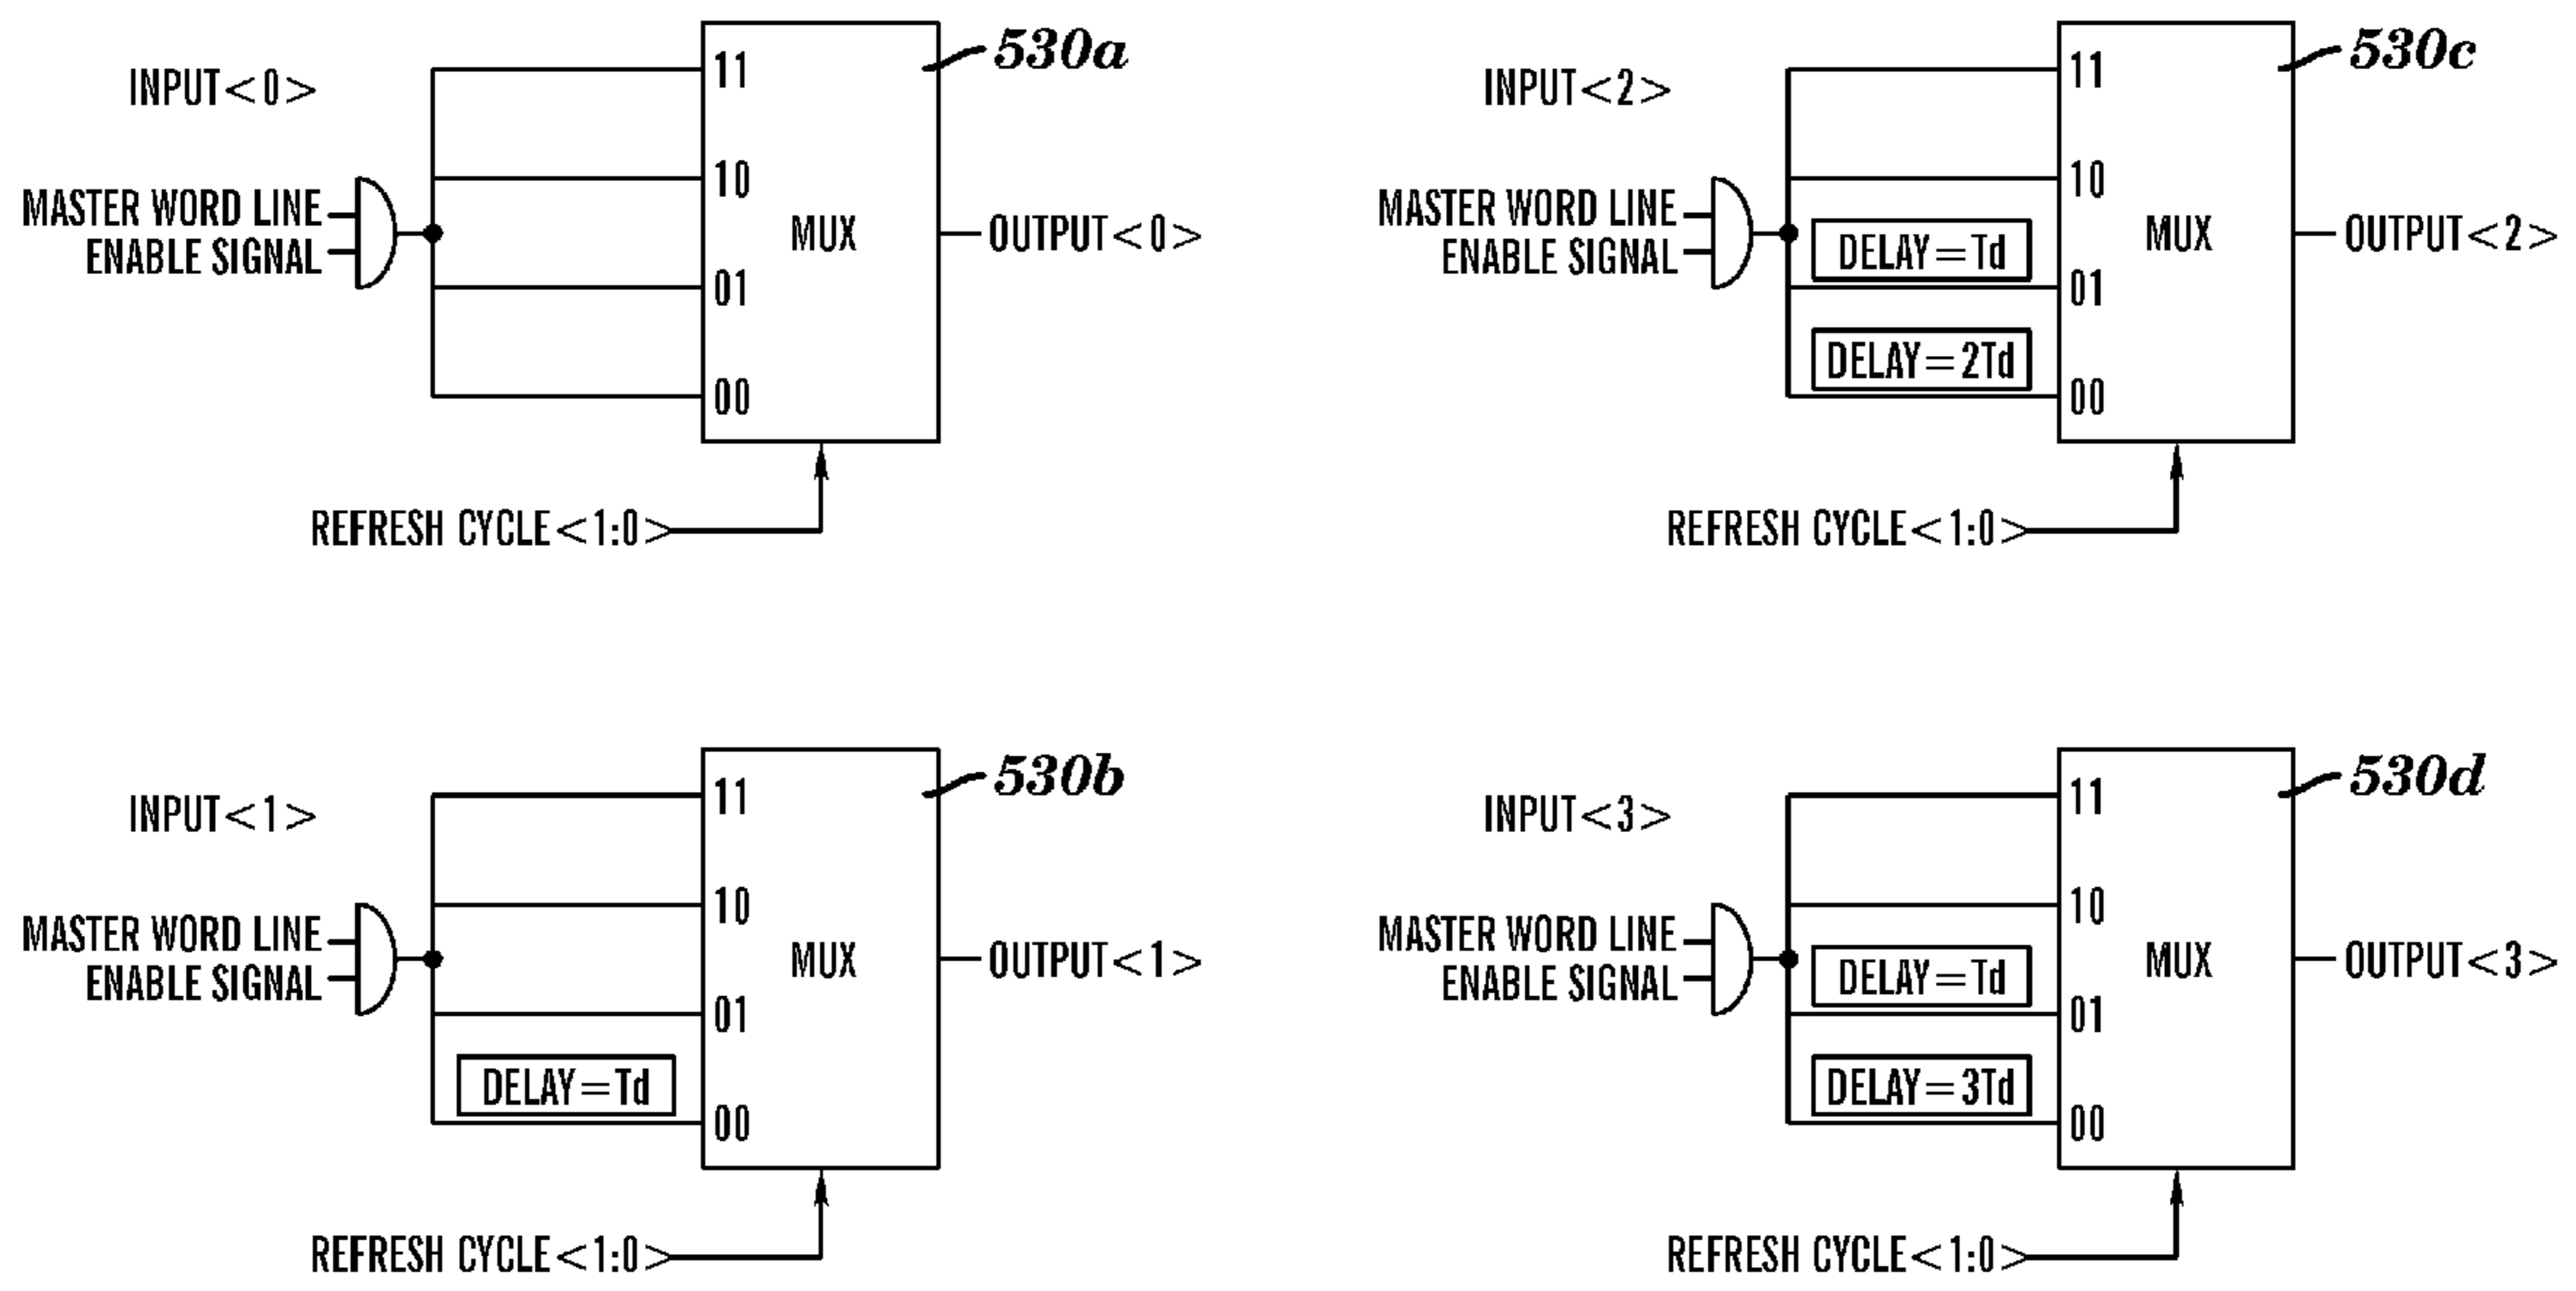 530a
INPUT<0>
11
10
01
00
MASTER WORD LINE
ENABLE SIGNAL
MUX
OUTPUT<0>
REFRESH CYCLE<1:0>
530c
INPUT<2>
11
10
01
00
MASTER WORD LINE
ENABLE SIGNAL
DELAY=Td
DELAY=2Td
MUX
OUTPUT<2>
REFRESH CYCLE<1:0>
530b
INPUT<1>
11
10
01
00
MASTER WORD LINE
ENABLE SIGNAL
DELAY=Td
MUX
OUTPUT<1>
REFRESH CYCLE<1:0>
530d
INPUT<3>
11
10
01
00
MASTER WORD LINE
ENABLE SIGNAL
DELAY=Td
DELAY=3Td
MUX
OUTPUT<3>
REFRESH CYCLE<1:0>